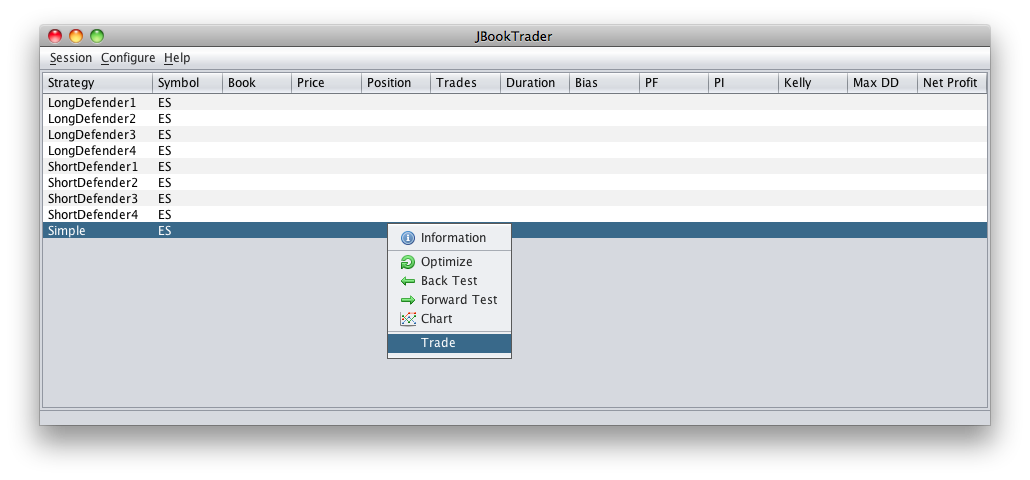 JBookTrader
Session Configure Help
Strategy Symbol Book Price Position Trades Duration Bias PF PI Kelly Max DD Net Profit
LongDefender1 ES
LongDefender2 ES
LongDefender3 ES
LongDefender4 ES
ShortDefender1 ES
ShortDefender2 ES
ShortDefender3 ES
ShortDefender4 ES
Simple ES
Information
Optimize
Back Test
Forward Test
Chart
Trade